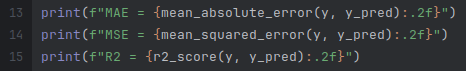 13 print(f"MAE = {mean_absolute_error(y, y_pred):.2f}")
14 print(f"MSE = {mean_squared_error(y, y_pred):.2f}")
15 print(f"R2 = {r2_score(y, y_pred):.2f}")